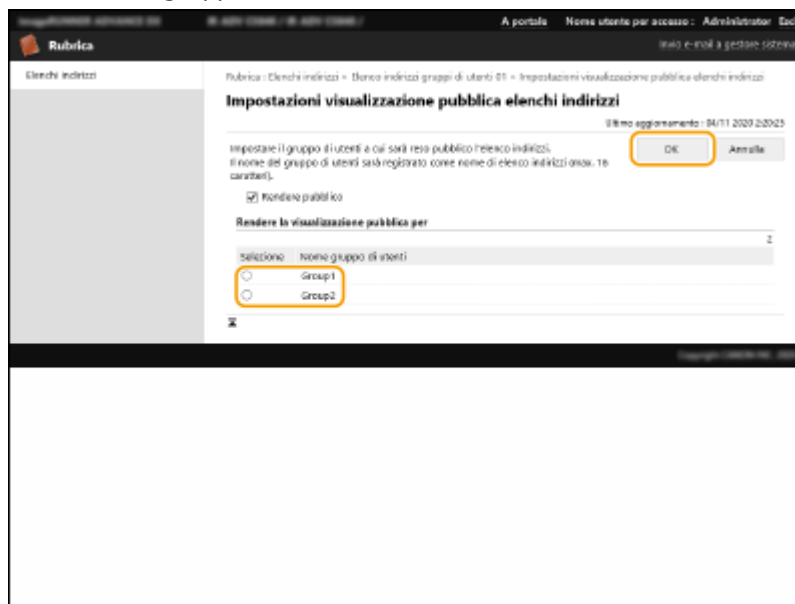 A portale Nome utente per accesso : Administrator
Rubrica
Invio e-mail a gestore sistema
Elenchi indirizzi
Rubrica : Elenchi indirizzi > Elenco indirizzi gruppi di utenti 01 > Impostazioni visualizzazione pubblica elenchi indirizzi
Impostazioni visualizzazione pubblica elenchi indirizzi
Ultimo aggiornamento : 04/11 2020 2:20:25
Impostare il gruppo di utenti a cui sarà reso pubblico l'elenco indirizzi.
Il nome del gruppo di utenti sarà registrato come nome di elenco indirizzi (max. 16
caratteri).
OK Annulla
Rendere pubblico
Rendere la visualizzazione pubblica per
2
Selezione Nome gruppo di utenti
Group1
Group2